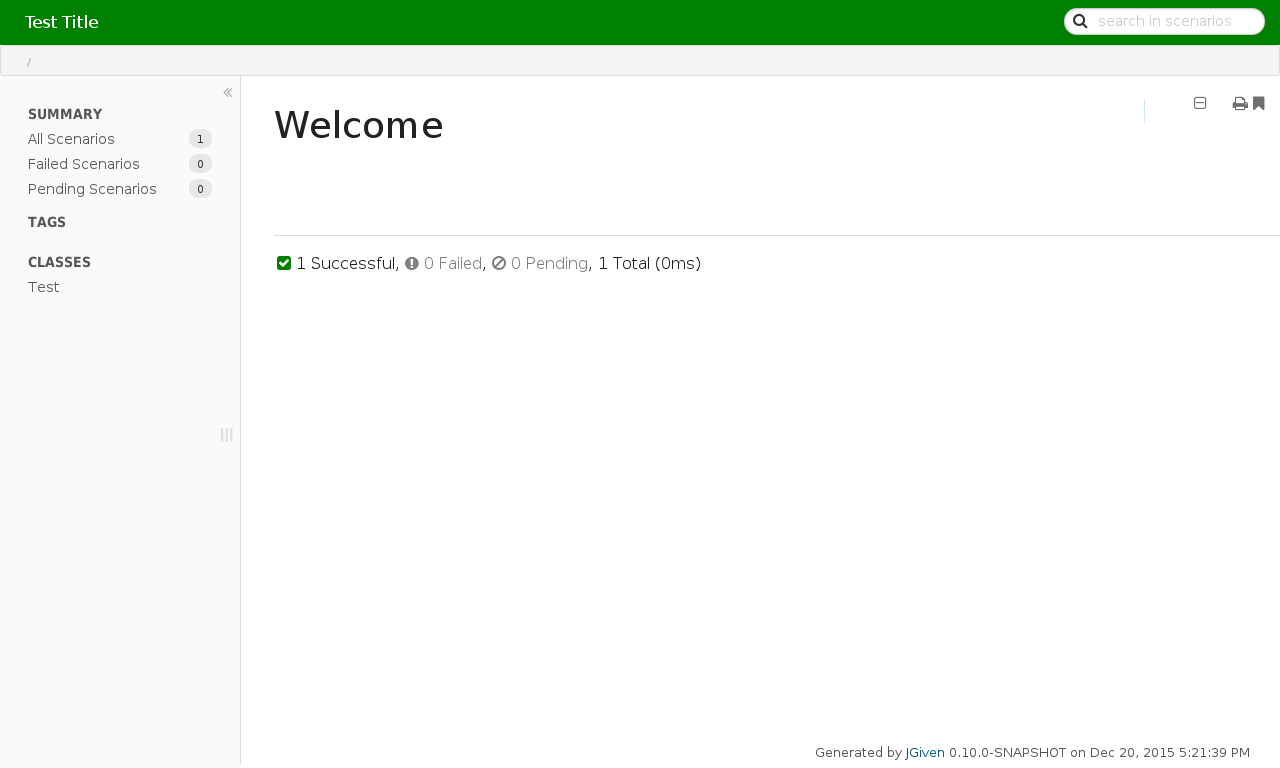 Test Title
search in scenarios
/
«
SUMMARY
All Scenarios 1
Failed Scenarios 0
Pending Scenarios 0
TAGS
CLASSES
Test
Welcome
1 Successful, 0 Failed, 0 Pending, 1 Total (0ms)
Generated by JGiven 0.10.0-SNAPSHOT on Dec 20, 2015 5:21:39 PM